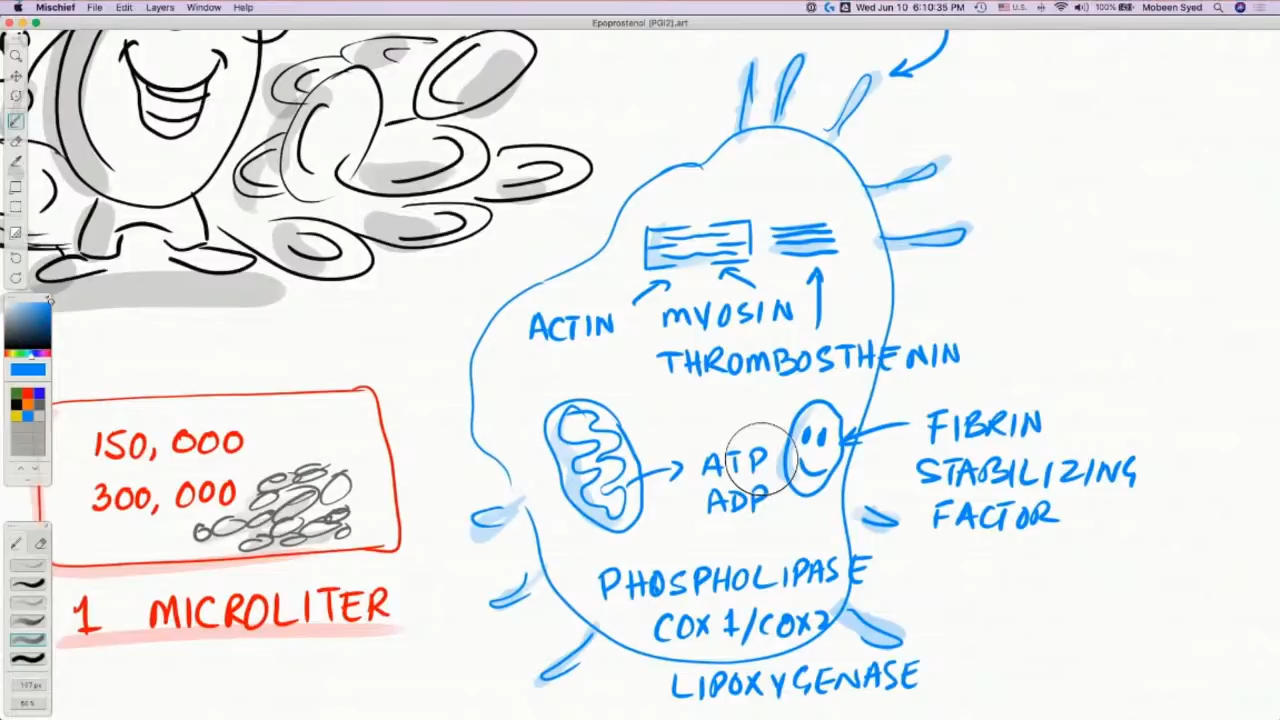 Mischief File Edit Layers Window Help
U.S. 100% Wed Jun 10 6:10:35 PM Mobeen Syed
Epoprostenol (PGI2).art
ACTIN MYOSIN
THROMBOSTHENIN
150,000
300,000
1 MICROLITER
ATP
ADP
FIBRIN
STABILIZING
FACTOR
PHOSPHOLIPASE
COX 1/COX2
LIPOXYGENASE